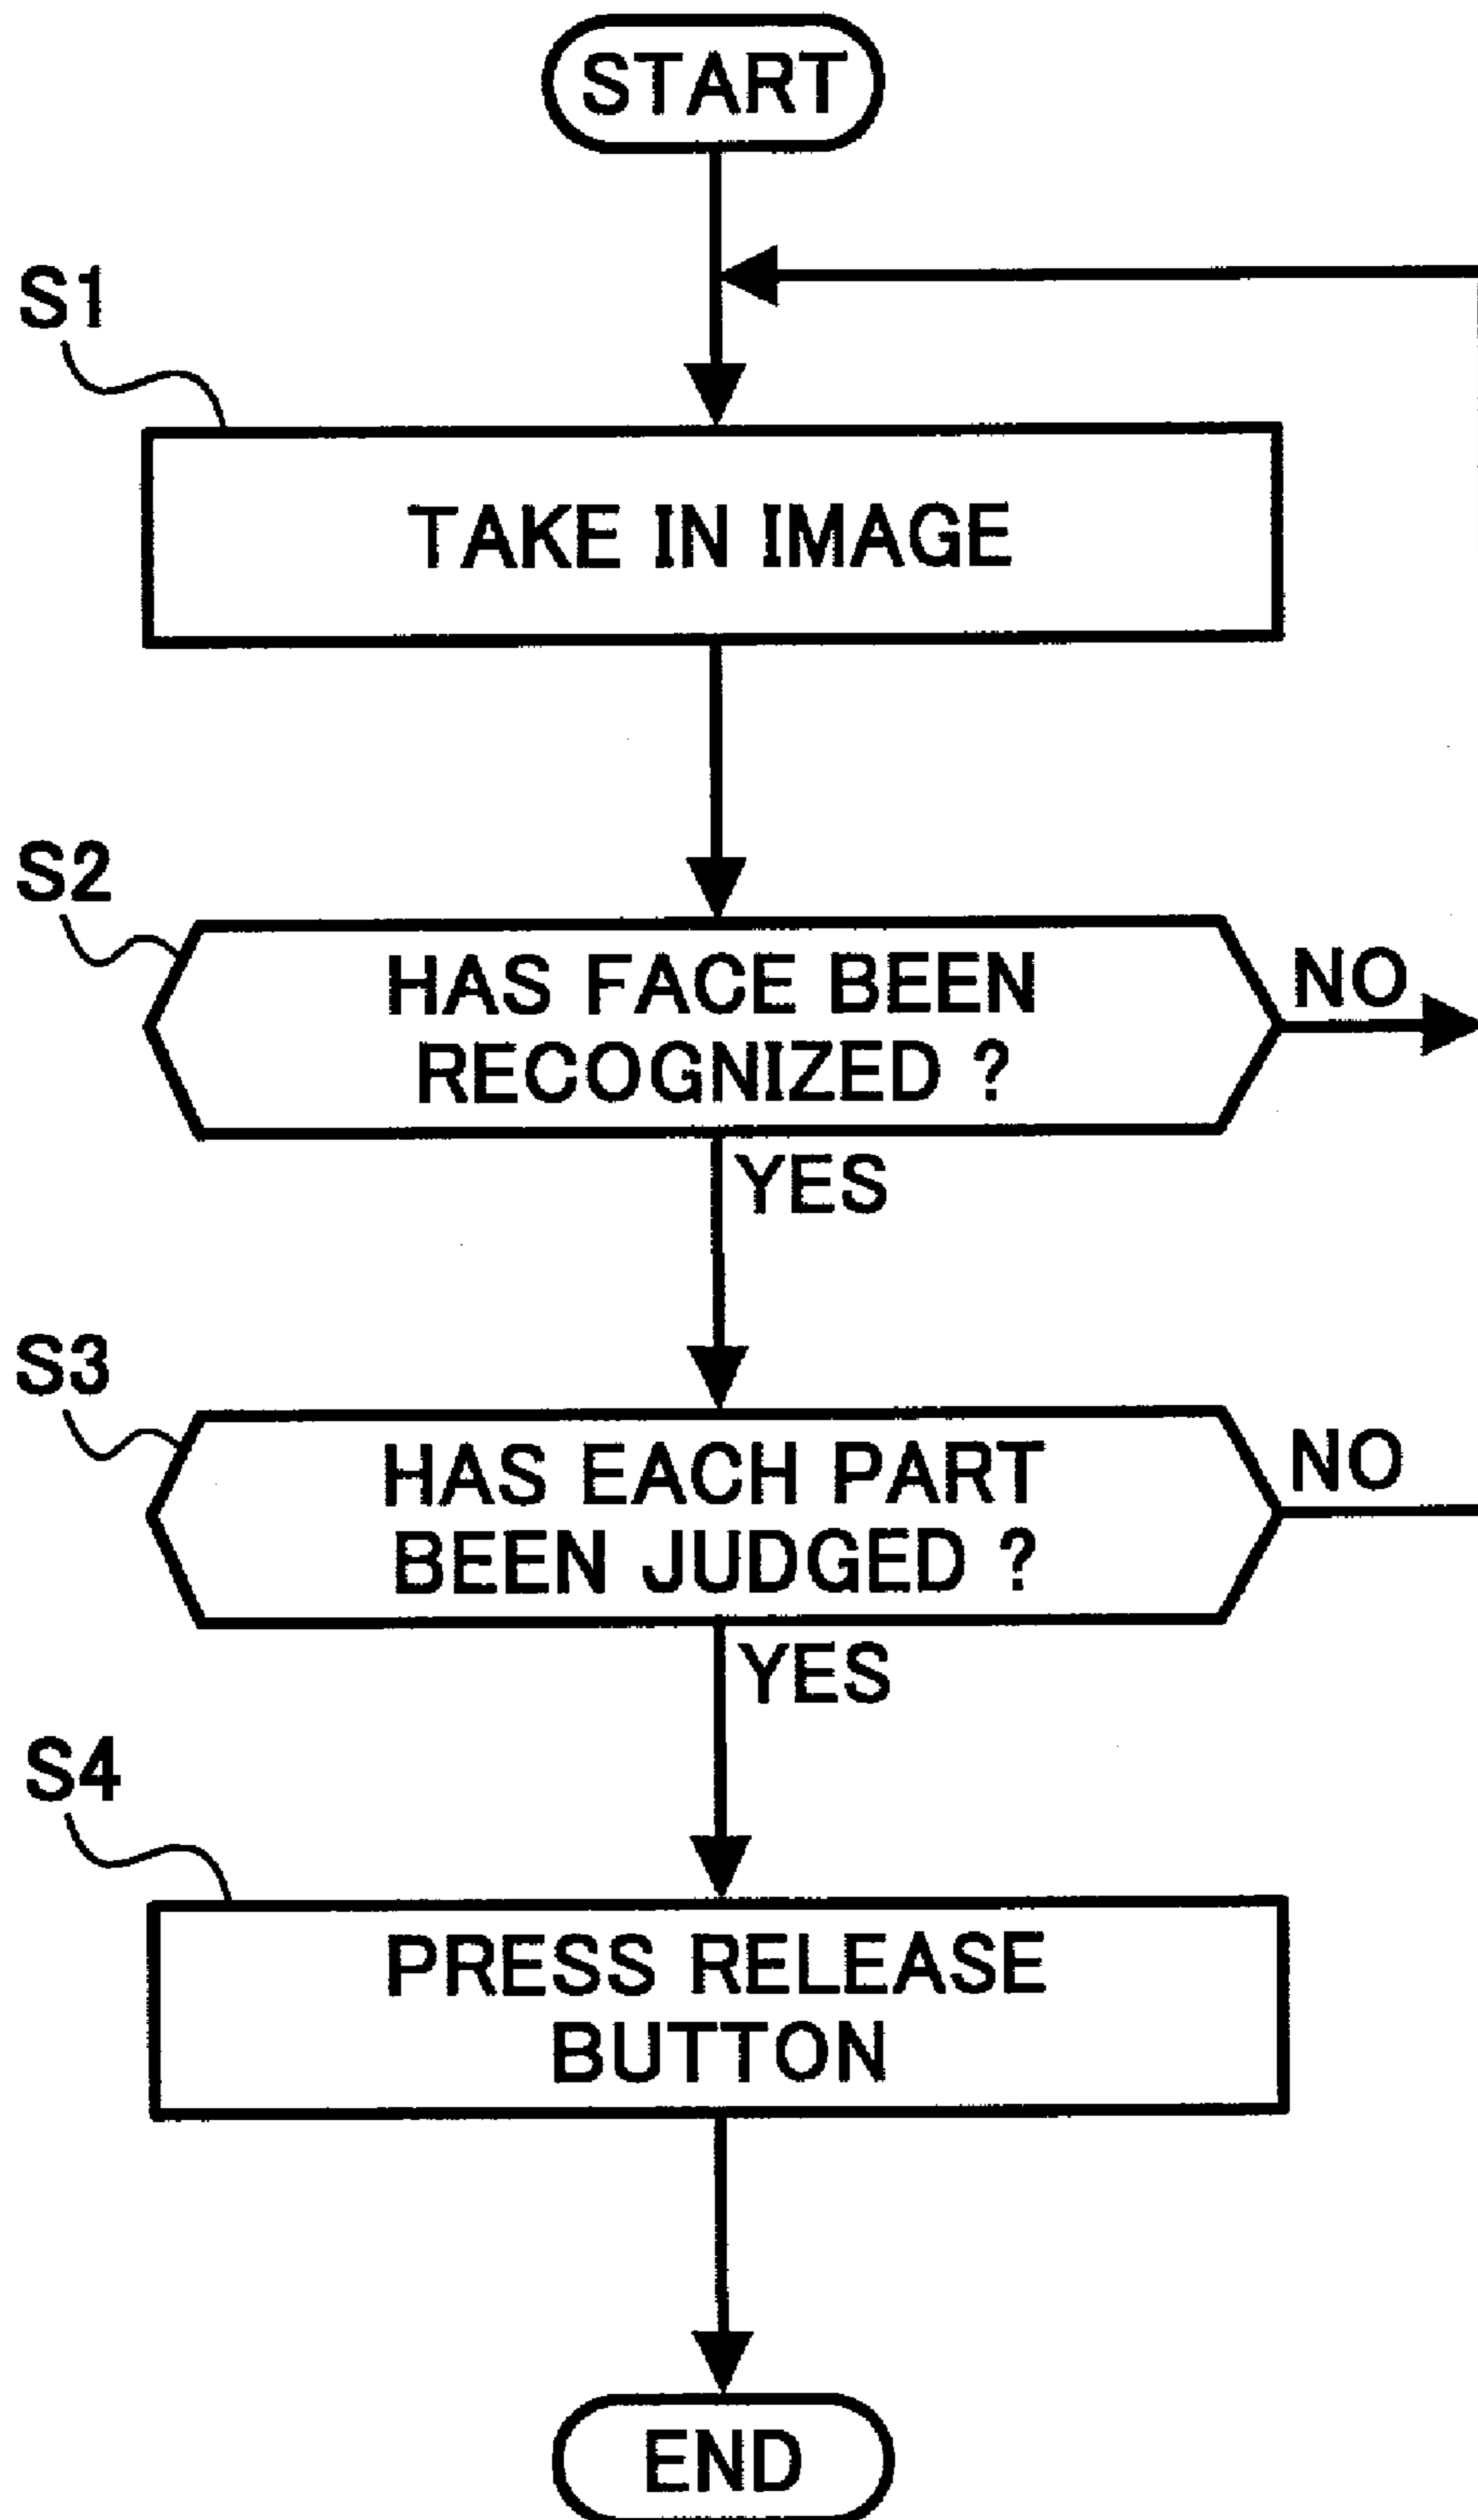 START
S1
TAKE IN IMAGE
S2
HAS FACE BEEN
RECOGNIZED ?
NO
YES
S3
HAS EACH PART
BEEN JUDGED ?
NO
YES
S4
PRESS RELEASE
BUTTON
END